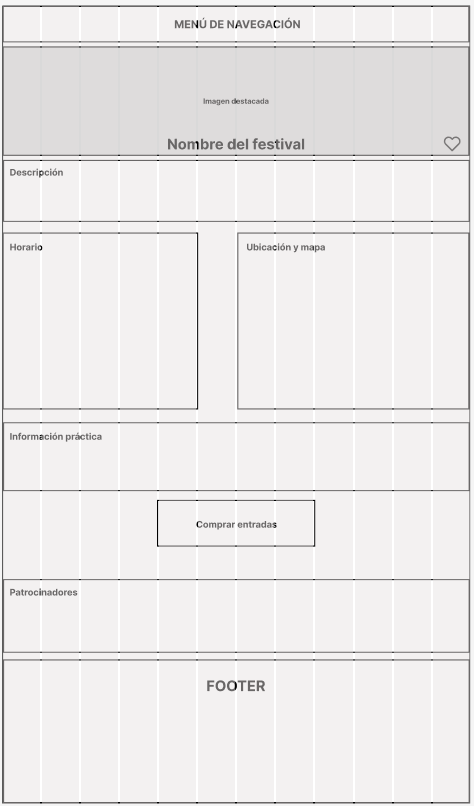 MENÚ DE NAVEGACIÓN
Imagen destacada
Nombre del festival
Descripción
Horario
Ubicación y mapa
Información práctica
Comprar entradas
Patrocinadores
FOOTER